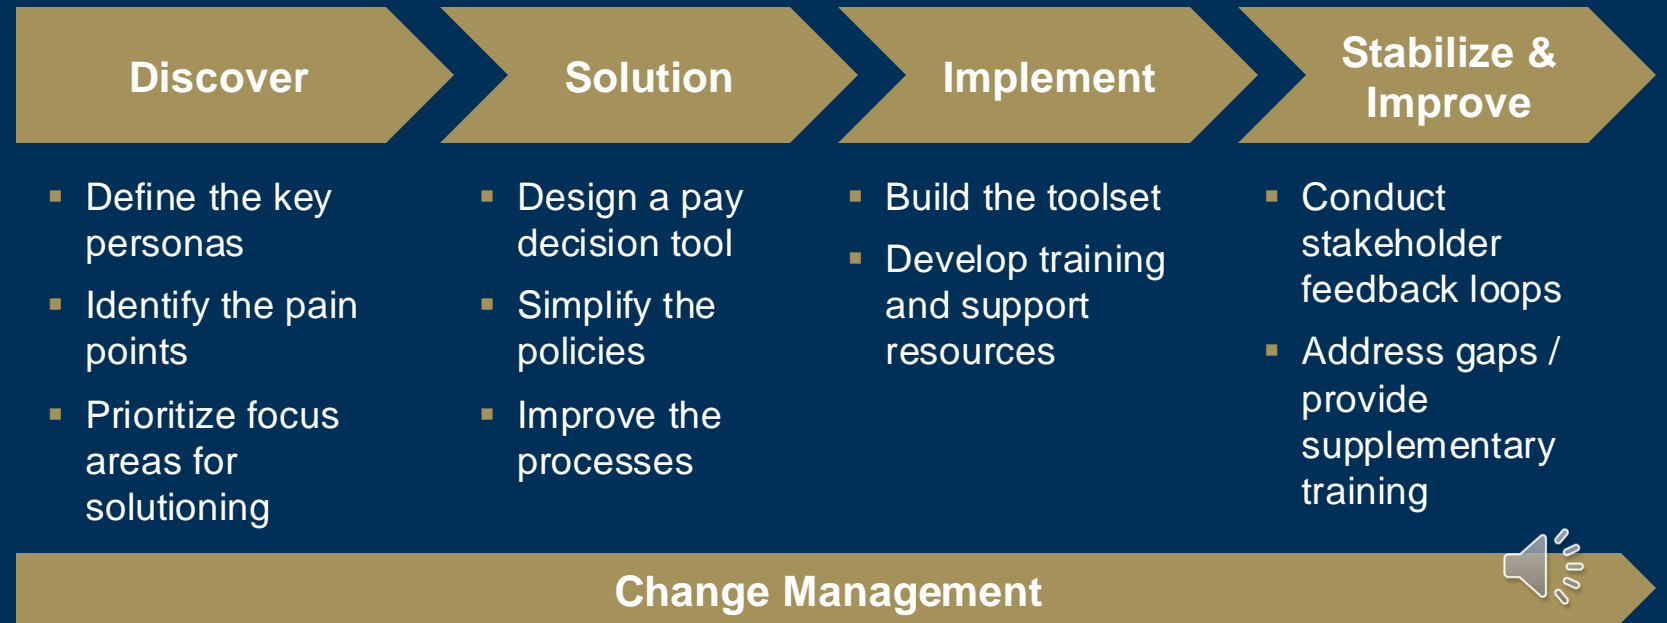 Discover
Solution
Implement
Stabilize &
Improve
▪ Define the key
personas
▪ Identify the pain
points
▪ Prioritize focus
areas for
solutioning
▪ Design a pay
decision tool
▪ Simplify the
policies
▪ Improve the
processes
▪ Build the toolset
▪ Develop training
and support
resources
▪ Conduct
stakeholder
feedback loops
▪ Address gaps /
provide
supplementary
training
Change Management